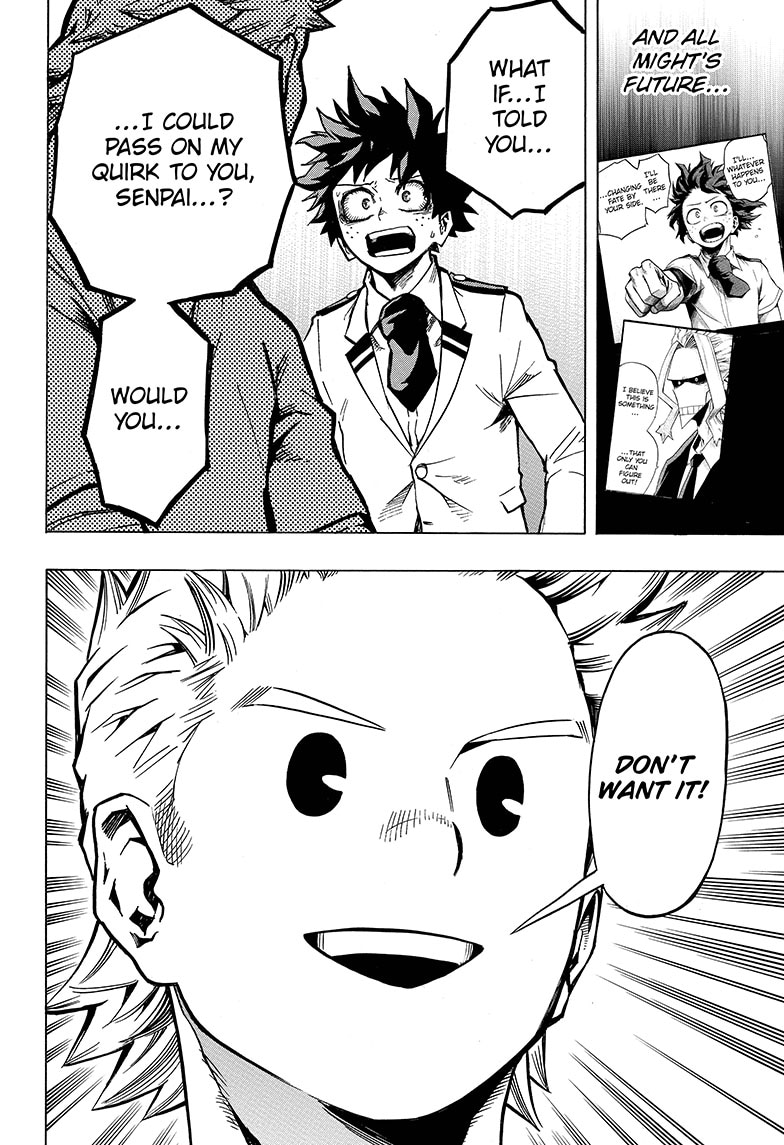 AND ALL
MIGHT'S
FUTURE...
I'LL...
WHATEVER
HAPPENS
TO YOU...
I'LL BE
THERE
...
...CHANGING
FATE BY
YOUR SIDE.
I BELIEVE
THIS IS
SOMETHING
...
...THAT
ONLY YOU
CAN
FIGURE
OUT!
WHAT
IF...I
TOLD
YOU...
...I COULD
PASS ON MY
QUIRK TO YOU,
SENPAI...?
WOULD
YOU...
DON'T
WANT IT!